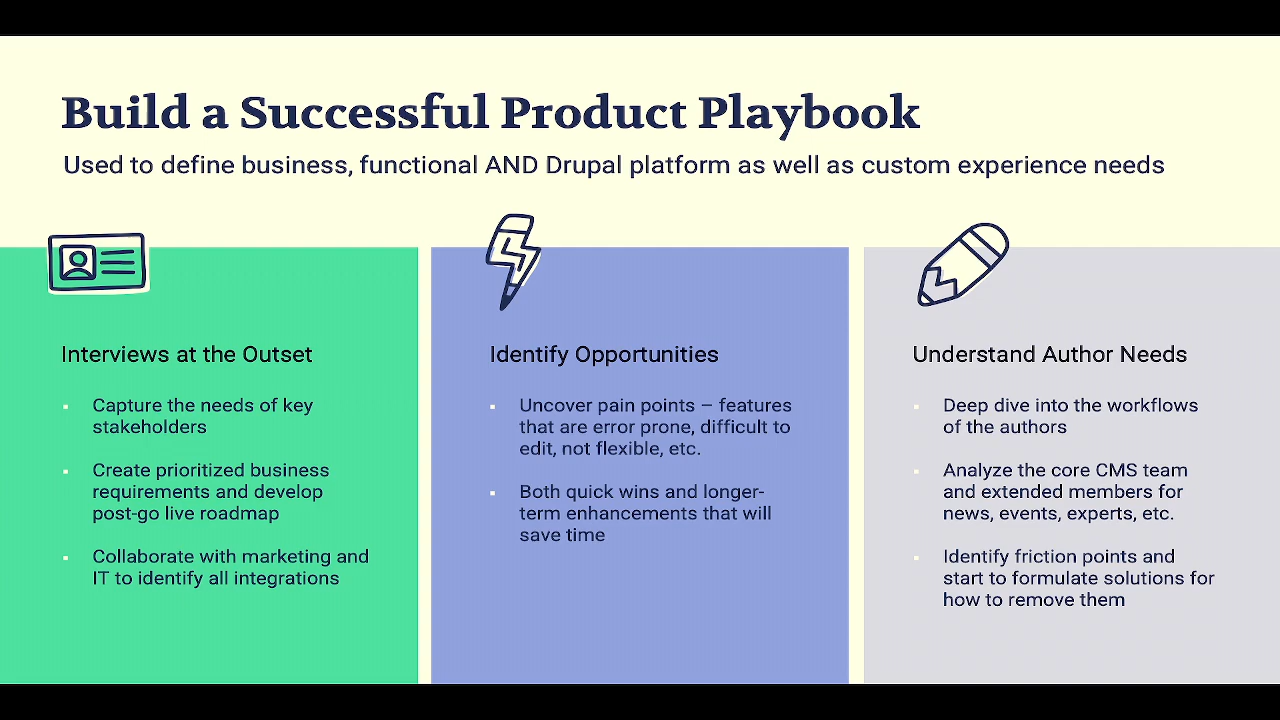 Build a Successful Product Playbook
Used to define business, functional AND Drupal platform as well as custom experience needs
Interviews at the Outset
▪ Capture the needs of key
stakeholders
▪ Create prioritized business
requirements and develop
post-go live roadmap
▪ Collaborate with marketing and
IT to identify all integrations
Identify Opportunities
▪ Uncover pain points – features
that are error prone, difficult to
edit, not flexible, etc.
▪ Both quick wins and longer-
term enhancements that will
save time
Understand Author Needs
▪ Deep dive into the workflows
of the authors
▪ Analyze the core CMS team
and extended members for
news, events, experts, etc.
▪ Identify friction points and
start to formulate solutions for
how to remove them